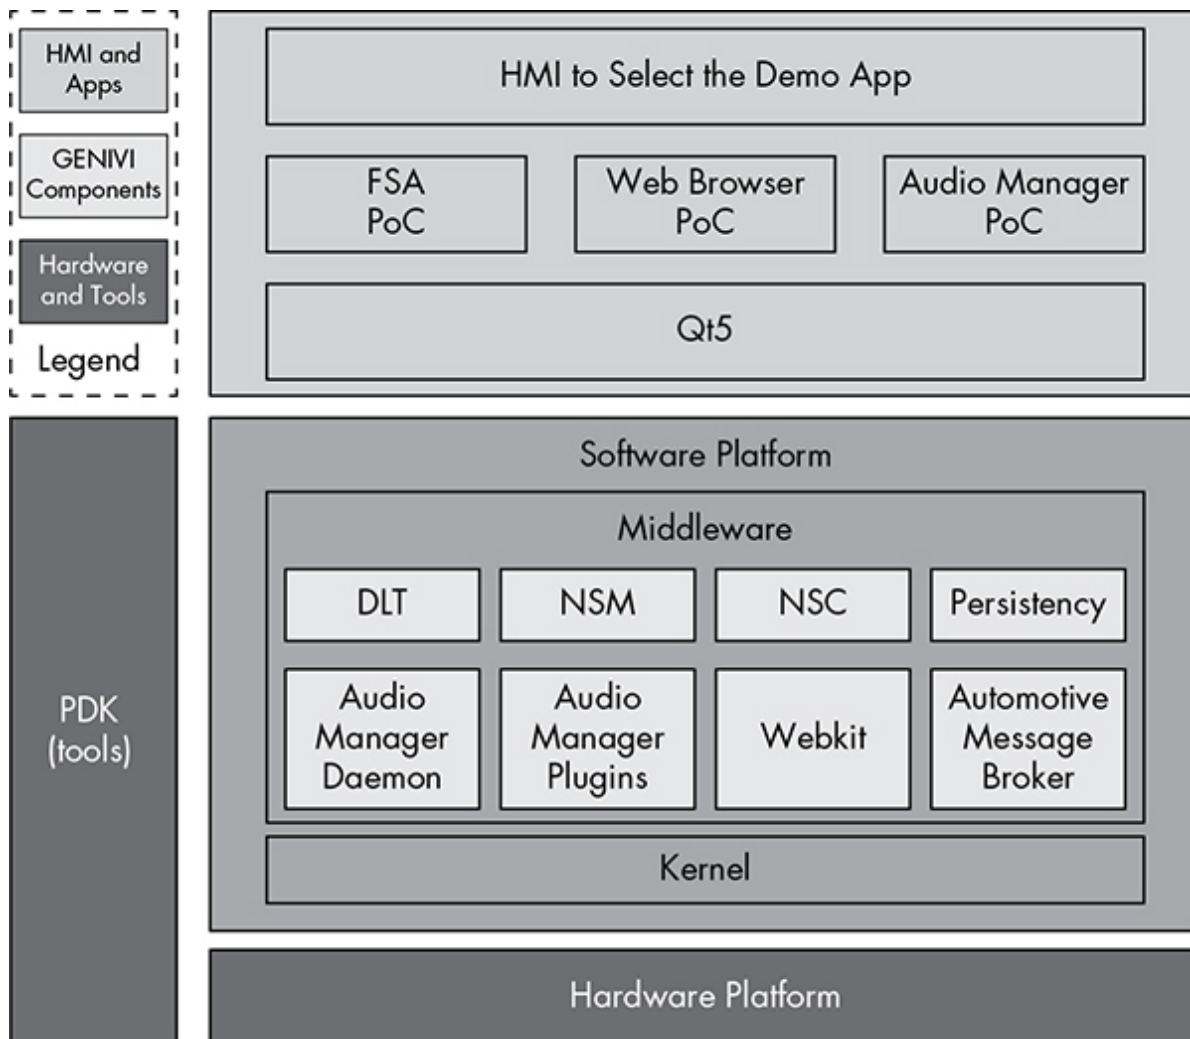 HMI and
Apps
GENIVI
Components
Hardware
and Tools
Legend
HMI to Select the Demo App
FSA
PoC
Web Browser
PoC
Audio Manager
PoC
Qt5
PDK
(tools)
Software Platform
Middleware
DLT
NSM
NSC
Persistency
Audio
Manager
Daemon
Audio
Manager
Plugins
Webkit
Automotive
Message
Broker
Kernel
Hardware Platform